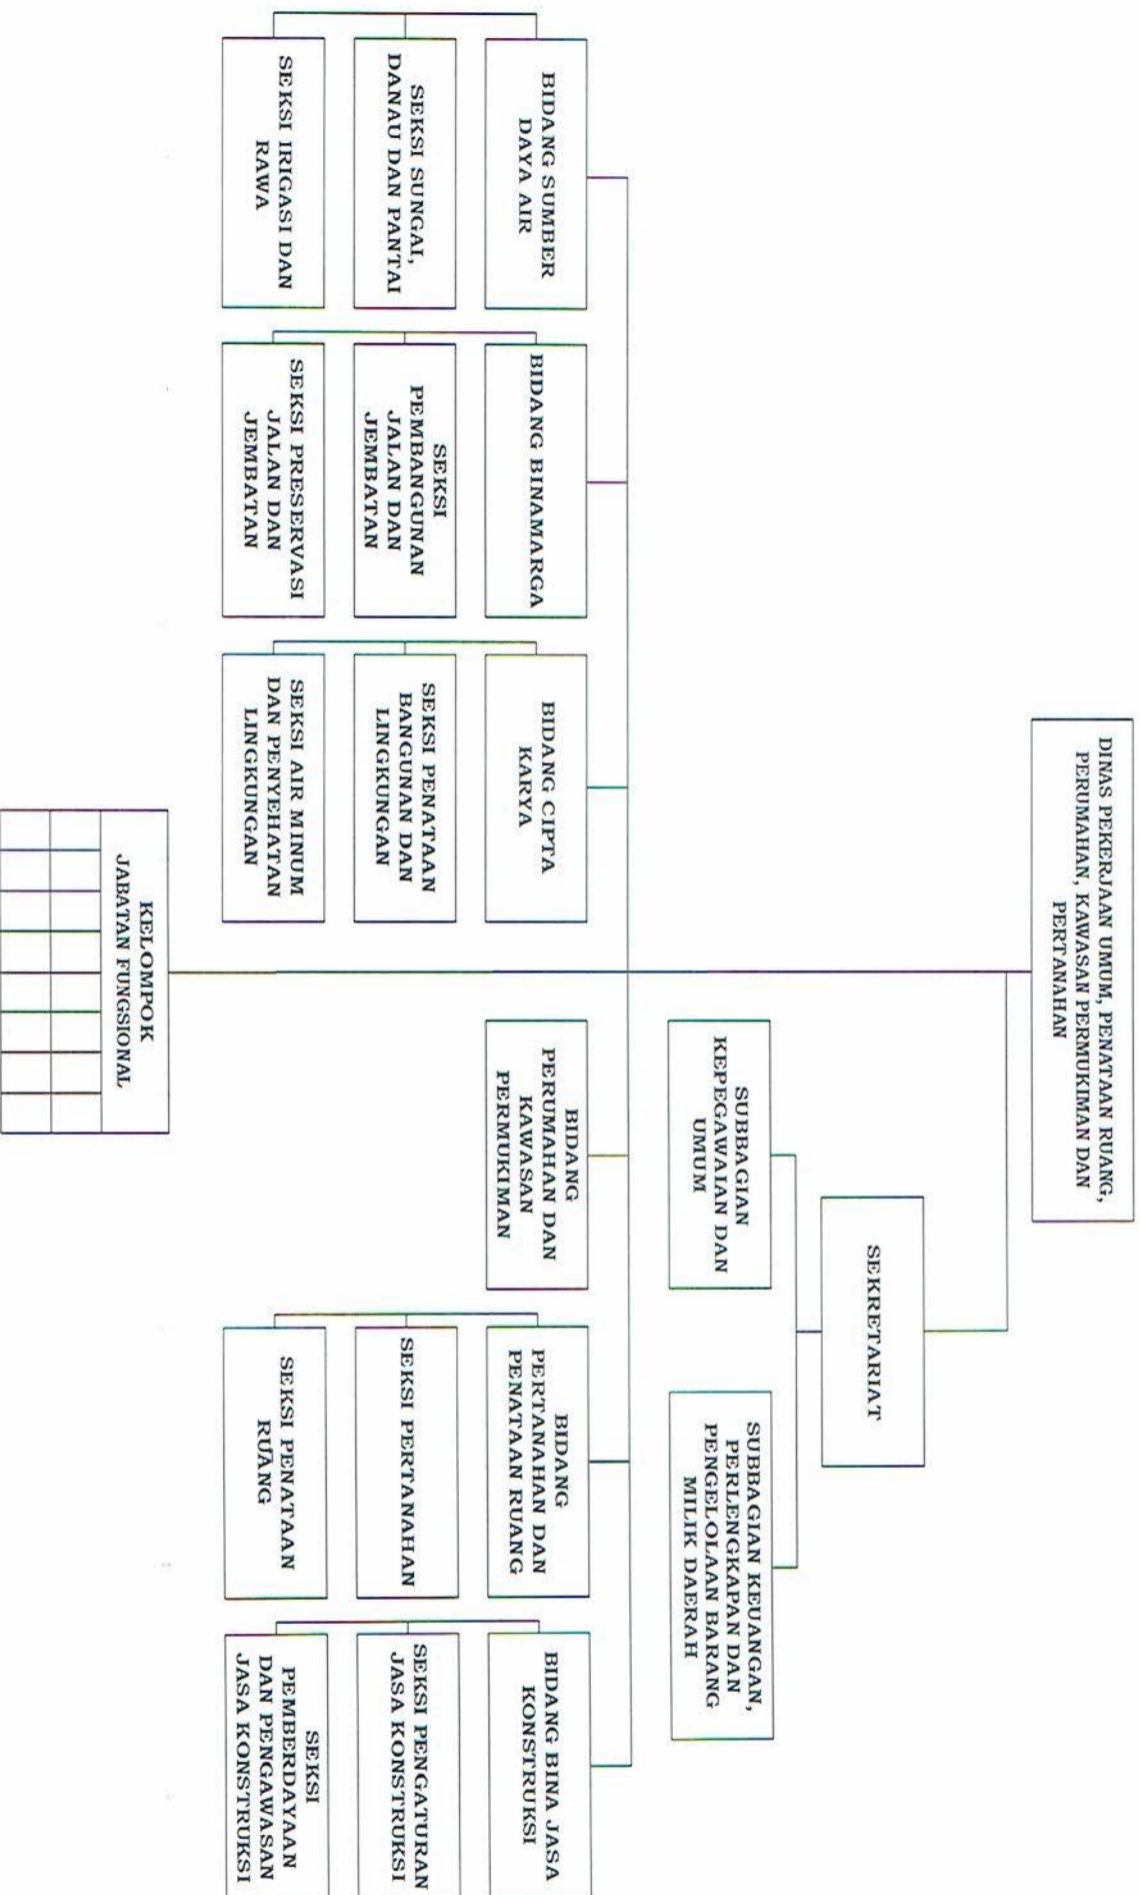 DINAS PEKERJAAN UMUM, PENATAAN RUANG,
PERUMAHAN, KAWASAN PERMUKIMAN DAN
PERTANAHAN
SEKRETARIAT
SUBBAGIAN
KEPEGAWAIAN DAN
UMUM
SUBBAGIAN KEUANGAN,
PERLENGKAPAN DAN
PENGELOLAAN BARANG
MILIK DAERAH
BIDANG SUMBER
DAYA AIR
SEKSI SUNGAI,
DANAU DAN PANTAI
SEKSI IRIGASI DAN
RAWA
BIDANG BINAMARGA
SEKSI
PEMBANGUNAN
JALAN DAN
JEMBATAN
SEKSI PRESERVASI
JALAN DAN
JEMBATAN
BIDANG CIPTA
KARYA
SEKSI PENATAAN
BANGUNAN DAN
LINGKUNGAN
SEKSI AIR MINUM
DAN PENYEHATAN
LINGKUNGAN
BIDANG
PERUMAHAN DAN
KAWASAN
PERMUKIMAN
BIDANG
PERTANAHAN DAN
PENATAAN RUANG
SEKSI PERTANAHAN
SEKSI PENATAAN
RUANG
BIDANG BINA JASA
KONSTRUKSI
SEKSI PENGATURAN
JASA KONSTRUKSI
SEKSI
PEMBERDAYAAN
DAN PENGAWASAN
JASA KONSTRUKSI
KELOMPOK
JABATAN FUNGSIONAL